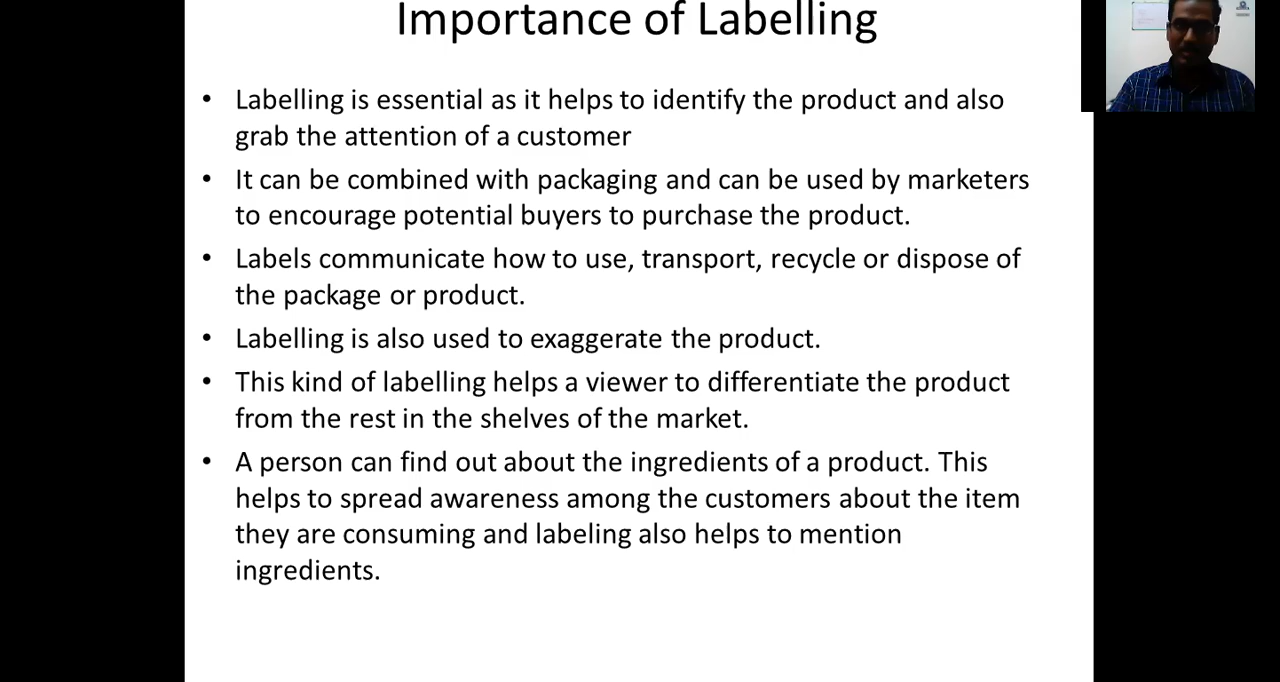 Importance of Labelling
• Labelling is essential as it helps to identify the product and also
grab the attention of a customer
• It can be combined with packaging and can be used by marketers
to encourage potential buyers to purchase the product.
• Labels communicate how to use, transport, recycle or dispose of
the package or product.
• Labelling is also used to exaggerate the product.
• This kind of labelling helps a viewer to differentiate the product
from the rest in the shelves of the market.
• A person can find out about the ingredients of a product. This
helps to spread awareness among the customers about the item
they are consuming and labeling also helps to mention
ingredients.